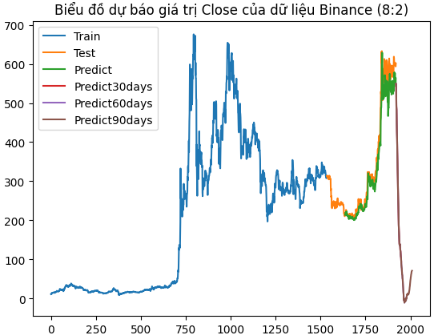 Biểu đồ dự báo giá trị Close của dữ liệu Binance (8:2)
700
600
500
400
300
200
100
0
Train
Test
Predict
Predict30days
Predict60days
Predict90days
0 250 500 750 1000 1250 1500 1750 2000